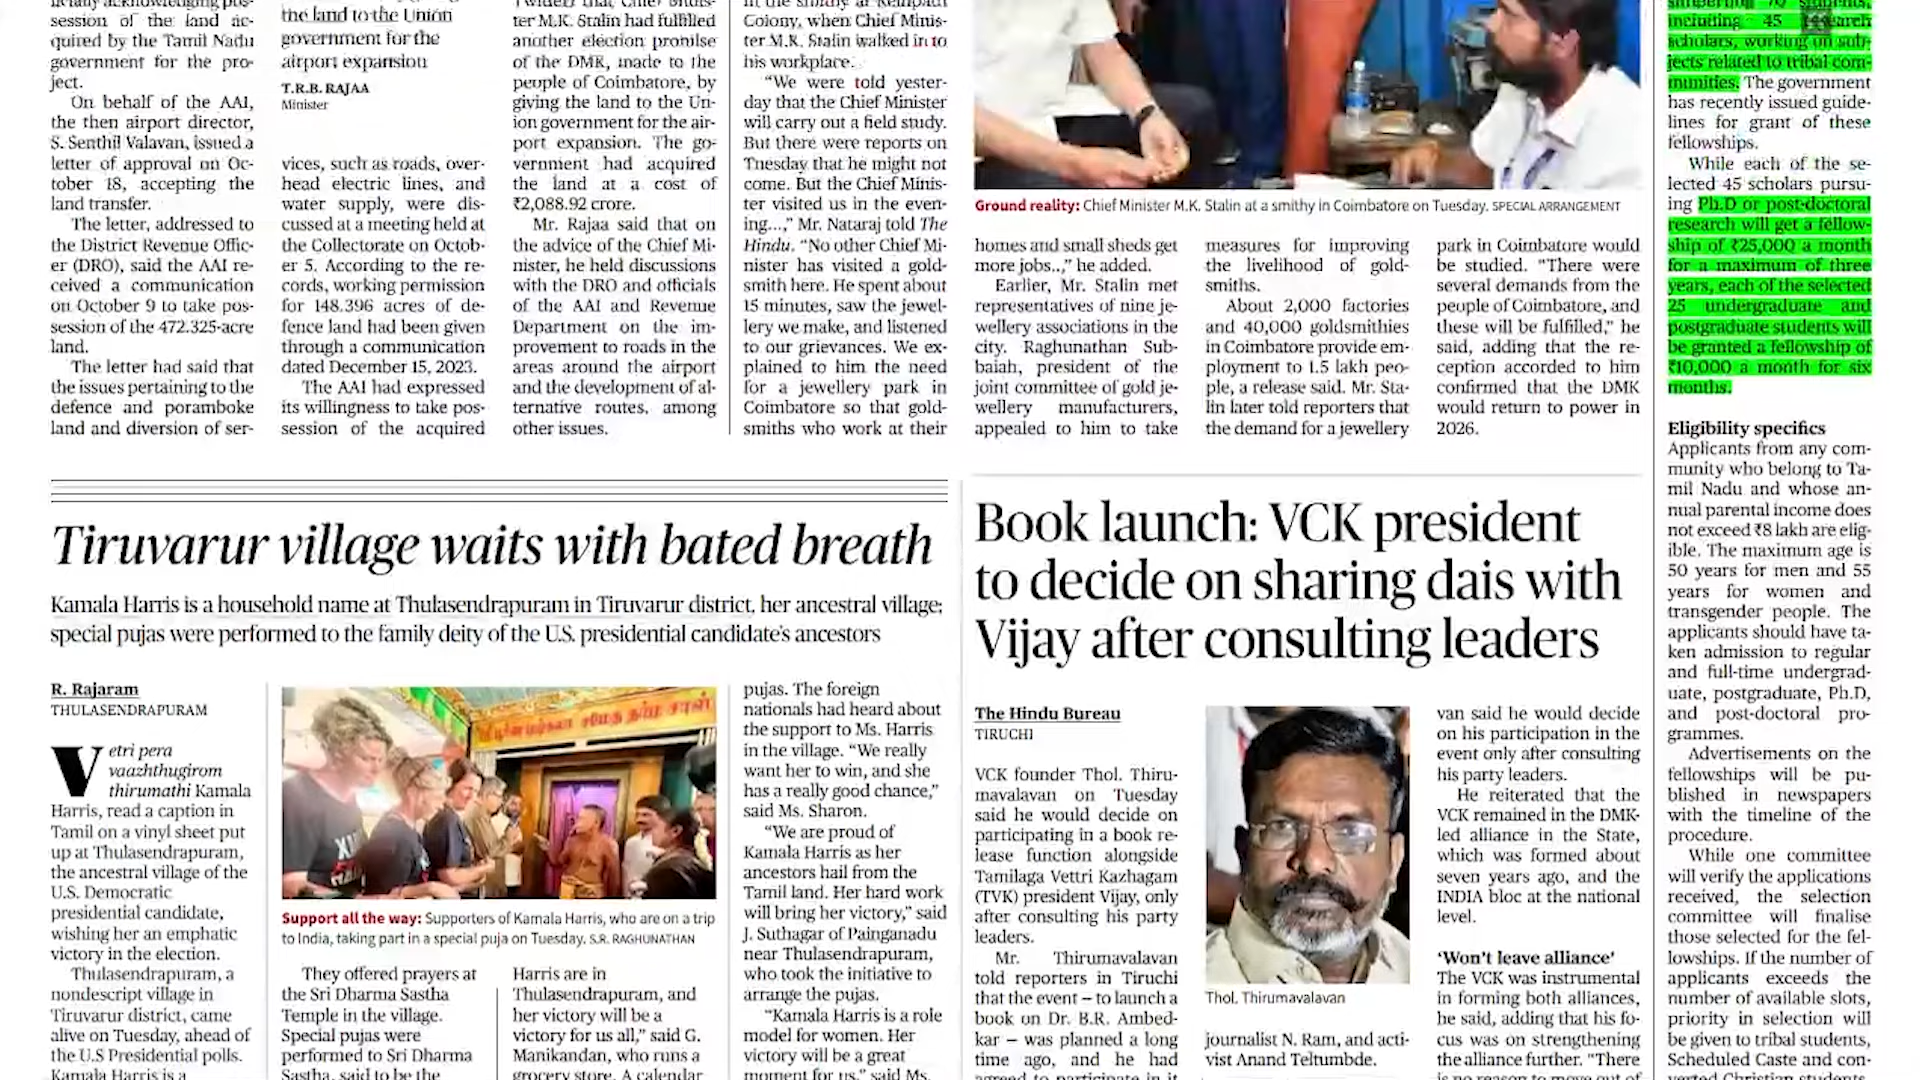 session of the land ac-
quired by the Tamil Nadu
government for the pro-
ject.
On behalf of the AAI,
the then airport director,
S. Senthil Valavan, issued a
letter of approval on Oc-
tober 18, accepting the
land transfer.
The letter, addressed to
the District Revenue Offic-
er (DRO), said the AAI re-
ceived a communication
on October 9 to take pos-
session of the 472.325-acre
land.
The letter had said that
the issues pertaining to the
defence and poramboke
land and diversion of ser-
the land to the Union
government for the
airport expansion
T.R.B. RAJAA
Minister
vices, such as roads, over-
head electric lines, and
water supply, were dis-
cussed at a meeting held at
the Collectorate on Octob-
er 5. According to the re-
cords, working permission
for 148.396 acres of de-
fence land had been given
through a communication
dated December 15, 2023.
The AAI had expressed
its willingness to take pos-
session of the acquired
ter M.K. Stalin had fulfilled
another election promise
of the DMK, made to the
people of Coimbatore, by
giving the land to the Un-
ion government for the air-
port expansion. The go-
vernment had acquired
the land at a cost of
₹2,088.92 crore.
Mr. Rajaa said that on
the advice of the Chief Mi-
nister, he held discussions
with the DRO and officials
of the AAI and Revenue
Department on the im-
provement to roads in the
areas around the airport
and the development of al-
ternative routes, among
other issues.
Colony, when Chief Minis-
ter M.K. Stalin walked in to
his workplace.
“We were told yester-
day that the Chief Minister
will carry out a field study.
But there were reports on
Tuesday that he might not
come. But the Chief Minis-
ter visited us in the even-
ing...,” Mr. Nataraj told The
Hindu. “No other Chief Mi-
nister has visited a gold-
smith here. He spent about
15 minutes, saw the jewel-
lery we make, and listened
to our grievances. We ex-
plained to him the need
for a jewellery park in
Coimbatore so that gold-
smiths who work at their
Ground reality: Chief Minister M.K. Stalin at a smithy in Coimbatore on Tuesday. SPECIAL ARRANGEMENT
homes and small sheds get
more jobs..,” he added.
Earlier, Mr. Stalin met
representatives of nine je-
wellery associations in the
city. Raghunathan Sub-
baiah, president of the
joint committee of gold je-
wellery manufacturers,
appealed to him to take
measures for improving
the livelihood of gold-
smiths.
About 2,000 factories
and 40,000 goldsmithies
in Coimbatore provide em-
ployment to 1.5 lakh peo-
ple, a release said. Mr. Sta-
lin later told reporters that
the demand for a jewellery
park in Coimbatore would
be studied. “There were
several demands from the
people of Coimbatore, and
these will be fulfilled,” he
said, adding that the re-
ception accorded to him
confirmed that the DMK
would return to power in
2026.
including 45
scholars, working on sub-
jects related to tribal com-
munities. The government
has recently issued guide-
lines for grant of these
fellowships.
While each of the se-
lected 45 scholars pursu-
ing Ph.D or post-doctoral
research will get a fellow-
ship of ₹25,000 a month
for a maximum of three
years, each of the selected
25 undergraduate and
postgraduate students will
be granted a fellowship of
₹10,000 a month for six
months.
Eligibility specifics
Applicants from any com-
munity who belong to Ta-
mil Nadu and whose an-
nual parental income does
not exceed ₹8 lakh are elig-
ible. The maximum age is
50 years for men and 55
years for women and
transgender people. The
applicants should have ta-
ken admission to regular
and full-time undergrad-
uate, postgraduate, Ph.D,
and post-doctoral pro-
grammes.
Advertisements on the
fellowships will be pu-
blished in newspapers
with the timeline of the
procedure.
While one committee
will verify the applications
received, the selection
committee will finalise
those selected for the fel-
lowships. If the number of
applicants exceeds the
number of available slots,
priority in selection will
be given to tribal students,
Scheduled Caste and con-
verted Christian students,
Tiruvarur village waits with bated breath
Kamala Harris is a household name at Thulasendrapuram in Tiruvarur district, her ancestral village;
special pujas were performed to the family deity of the U.S. presidential candidate’s ancestors
R. Rajaram
THULASENDRAPURAM
Vetri pera
vaazhthugirom
thirumathi Kamala
Harris, read a caption in
Tamil on a vinyl sheet put
up at Thulasendrapuram,
the ancestral village of the
U.S. Democratic
presidential candidate,
wishing her an emphatic
victory in the election.
Thulasendrapuram, a
nondescript village in
Tiruvarur district, came
alive on Tuesday, ahead of
the U.S Presidential polls.
Kamala Harris is a
Support all the way: Supporters of Kamala Harris, who are on a trip
to India, taking part in a special puja on Tuesday. S.R. RAGHUNATHAN
They offered prayers at
the Sri Dharma Sastha
Temple in the village.
Special pujas were
performed to Sri Dharma
Sastha, said to be the
Harris are in
Thulasendrapuram, and
her victory will be a
victory for us all,” said G.
Manikandan, who runs a
grocery store. A calendar
pujas. The foreign
nationals had heard about
the support to Ms. Harris
in the village. “We really
want her to win, and she
has a really good chance,”
said Ms. Sharon.
“We are proud of
Kamala Harris as her
ancestors hail from the
Tamil land. Her hard work
will bring her victory,” said
J. Suthagar of Painganadu
near Thulasendrapuram,
who took the initiative to
arrange the pujas.
“Kamala Harris is a role
model for women. Her
victory will be a great
moment for us,” said Ms.
Book launch: VCK president
to decide on sharing dais with
Vijay after consulting leaders
The Hindu Bureau
TIRUCHI
VCK founder Thol. Thiru-
mavalavan on Tuesday
said he would decide on
participating in a book re-
lease function alongside
Tamilaga Vettri Kazhagam
(TVK) president Vijay, only
after consulting his party
leaders.
Mr. Thirumavalavan
told reporters in Tiruchi
that the event – to launch a
book on Dr. B.R. Ambed-
kar – was planned a long
time ago, and he had
agreed to participate in it
Thol. Thirumavalavan
journalist N. Ram, and acti-
vist Anand Teltumbde.
van said he would decide
on his participation in the
event only after consulting
his party leaders.
He reiterated that the
VCK remained in the DMK-
led alliance in the State,
which was formed about
seven years ago, and the
INDIA bloc at the national
level.
‘Won’t leave alliance’
The VCK was instrumental
in forming both alliances,
he said, adding that his fo-
cus was on strengthening
the alliance further. “There
is no reason to move out of